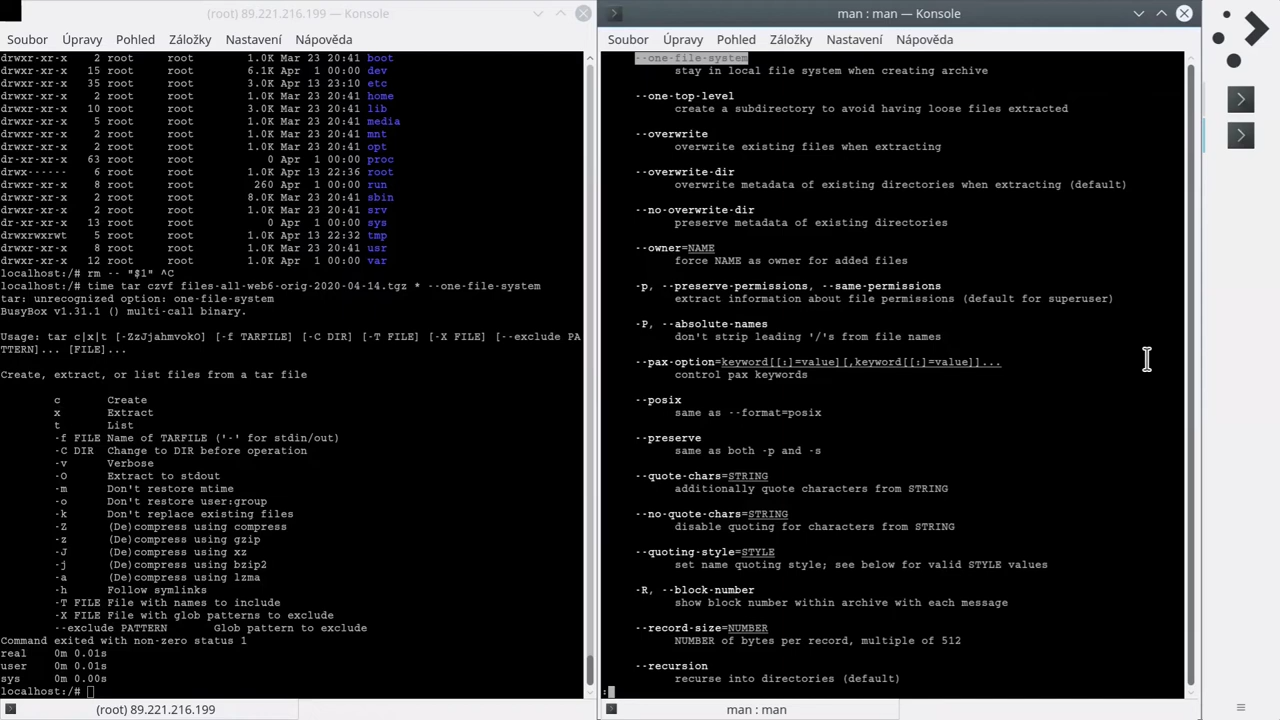 (root) 89.221.216.199 — Konsole
Soubor Úpravy Pohled Záložky Nastavení Nápověda
drwxr-xr-x 2 root root 1.0K Mar 23 20:41 boot
drwxr-xr-x 15 root root 6.1K Apr 1 00:00 dev
drwxr-xr-x 35 root root 3.0K Apr 13 23:10 etc
drwxr-xr-x 2 root root 1.0K Mar 23 20:41 home
drwxr-xr-x 10 root root 3.0K Mar 23 20:41 lib
drwxr-xr-x 5 root root 1.0K Mar 23 20:41 media
drwxr-xr-x 2 root root 1.0K Mar 23 20:41 mnt
drwxr-xr-x 2 root root 1.0K Mar 23 20:41 opt
dr-xr-xr-x 63 root root 0 Apr 1 00:00 proc
drwx------ 6 root root 1.0K Apr 13 22:36 root
drwxr-xr-x 8 root root 260 Apr 1 00:00 run
drwxr-xr-x 2 root root 8.0K Mar 23 20:41 sbin
drwxr-xr-x 2 root root 1.0K Mar 23 20:41 srv
dr-xr-xr-x 13 root root 0 Apr 1 00:00 sys
drwxrwxrwt 5 root root 1.0K Apr 13 22:32 tmp
drwxr-xr-x 8 root root 1.0K Mar 23 20:41 usr
drwxr-xr-x 12 root root 1.0K Apr 1 00:00 var
localhost:/# rm -- "$1" ^C
localhost:/# time tar czvf files-all-web6-orig-2020-04-14.tgz * --one-file-system
tar: unrecognized option: one-file-system
BusyBox v1.31.1 () multi-call binary.
Usage: tar c|x|t [-ZzJjahmvokO] [-f TARFILE] [-C DIR] [-T FILE] [-X FILE] [--exclude PA
TTERN]... [FILE]...
Create, extract, or list files from a tar file
c Create
x Extract
t List
-f FILE Name of TARFILE ('-' for stdin/out)
-C DIR Change to DIR before operation
-v Verbose
-O Extract to stdout
-m Don't restore mtime
-o Don't restore user:group
-k Don't replace existing files
-Z (De)compress using compress
-z (De)compress using gzip
-J (De)compress using xz
-j (De)compress using bzip2
-a (De)compress using lzma
-h Follow symlinks
-T FILE File with names to include
-X FILE File with glob patterns to exclude
--exclude PATTERN Glob pattern to exclude
Command exited with non-zero status 1
real 0m 0.01s
user 0m 0.01s
sys 0m 0.00s
localhost:/#
(root) 89.221.216.199
man : man — Konsole
Soubor Úpravy Pohled Záložky Nastavení Nápověda
--one-file-system
stay in local file system when creating archive
--one-top-level
create a subdirectory to avoid having loose files extracted
--overwrite
overwrite existing files when extracting
--overwrite-dir
overwrite metadata of existing directories when extracting (default)
--no-overwrite-dir
preserve metadata of existing directories
--owner=NAME
force NAME as owner for added files
-p, --preserve-permissions, --same-permissions
extract information about file permissions (default for superuser)
-P, --absolute-names
don't strip leading '/'s from file names
--pax-option=keyword[[:]=value][,keyword[[:]=value]]...
control pax keywords
--posix
same as --format=posix
--preserve
same as both -p and -s
--quote-chars=STRING
additionally quote characters from STRING
--no-quote-chars=STRING
disable quoting for characters from STRING
--quoting-style=STYLE
set name quoting style; see below for valid STYLE values
-R, --block-number
show block number within archive with each message
--record-size=NUMBER
NUMBER of bytes per record, multiple of 512
--recursion
recurse into directories (default)
:
man : man